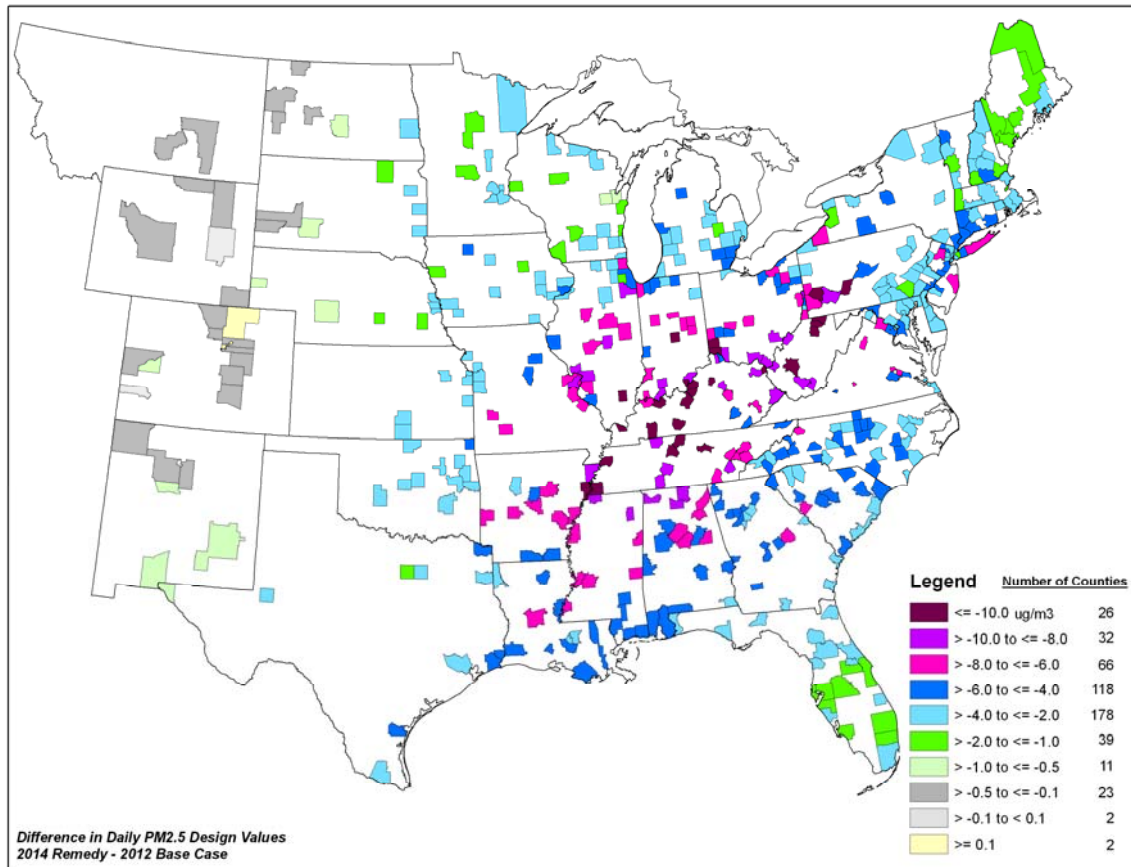 Legend Number of Counties
<= -10.0 ug/m3 26
> -10.0 to <= -8.0 32
> -8.0 to <= -6.0 66
> -6.0 to <= -4.0 118
> -4.0 to <= -2.0 178
> -2.0 to <= -1.0 39
> -1.0 to <= -0.5 11
> -0.5 to <= -0.1 23
> -0.1 to < 0.1 2
>= 0.1 2
Difference in Daily PM2.5 Design Values
2014 Remedy - 2012 Base Case